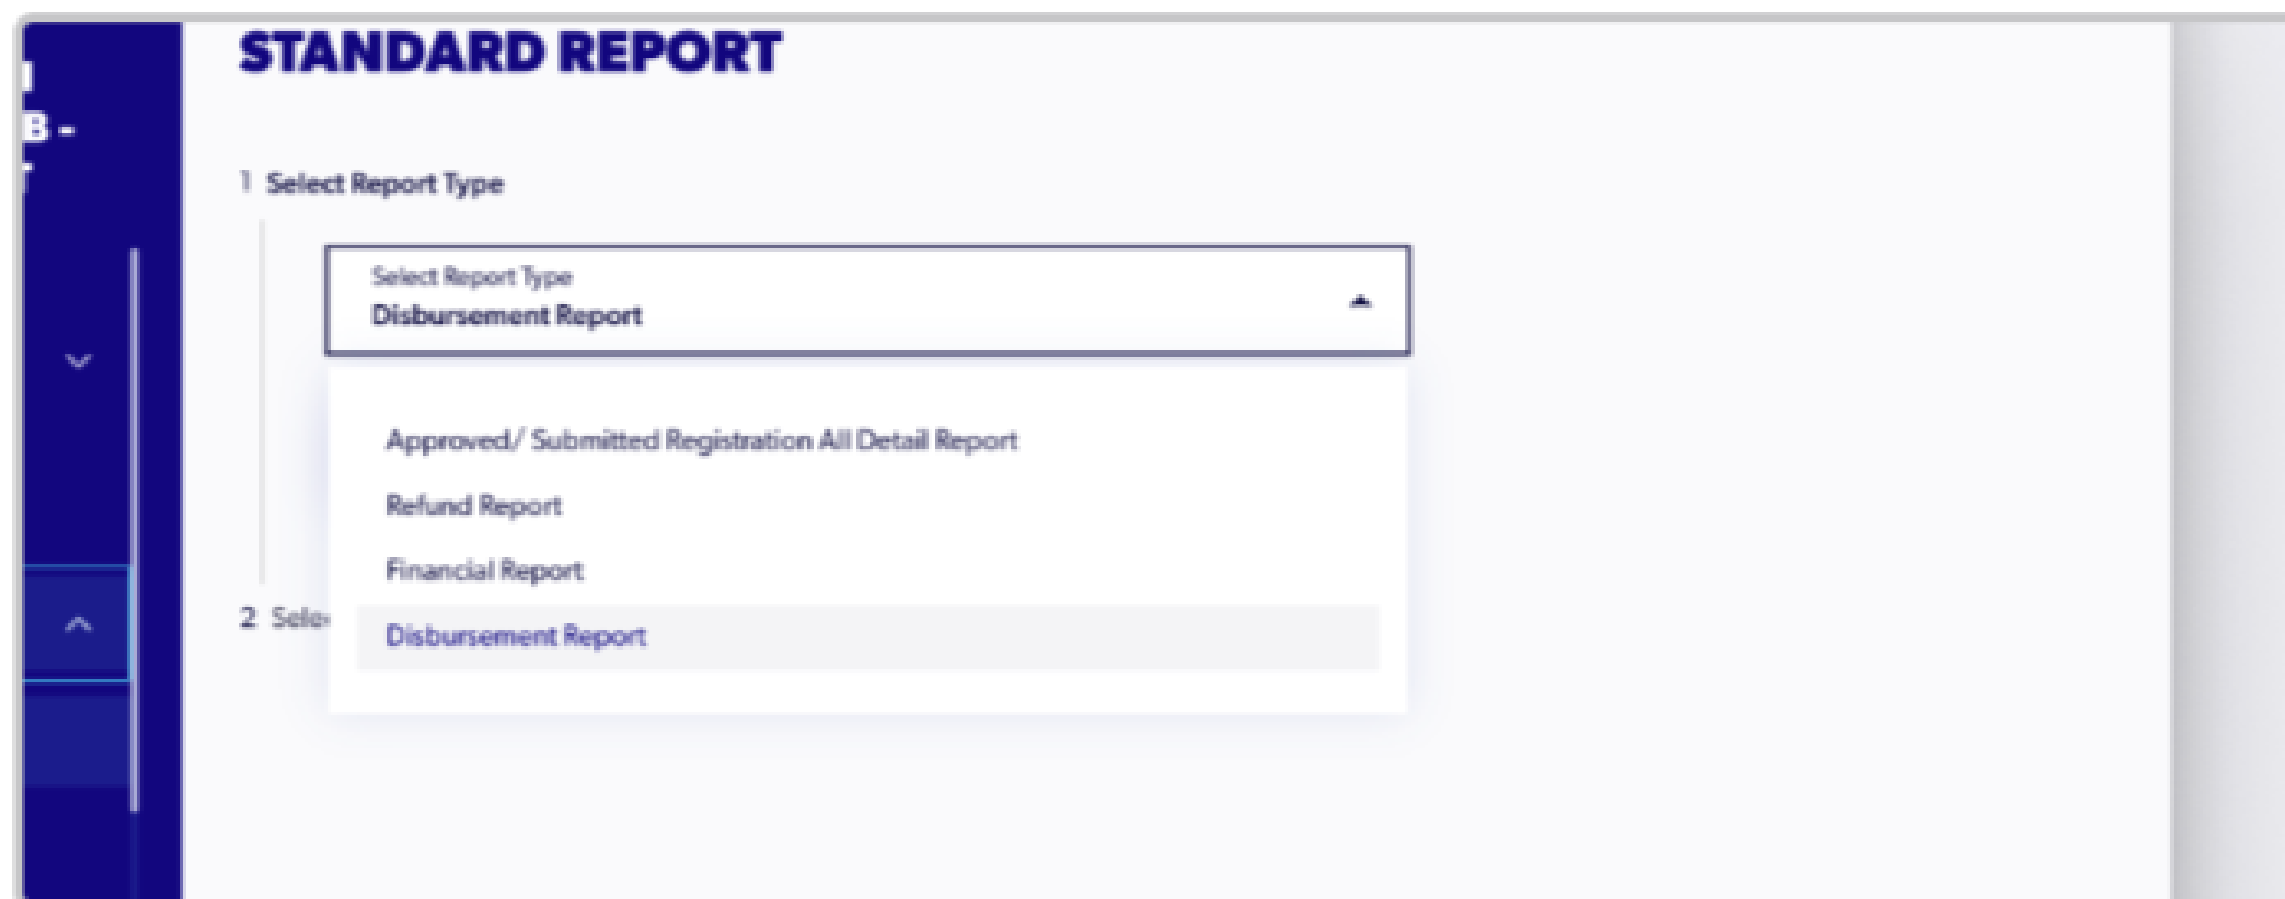 STANDARD REPORT
B -
1 Select Report Type
Select Report Type
Disbursement Report
Approved/ Submitted Registration All Detail Report
Refund Report
Financial Report
2 Sele
Disbursement Report